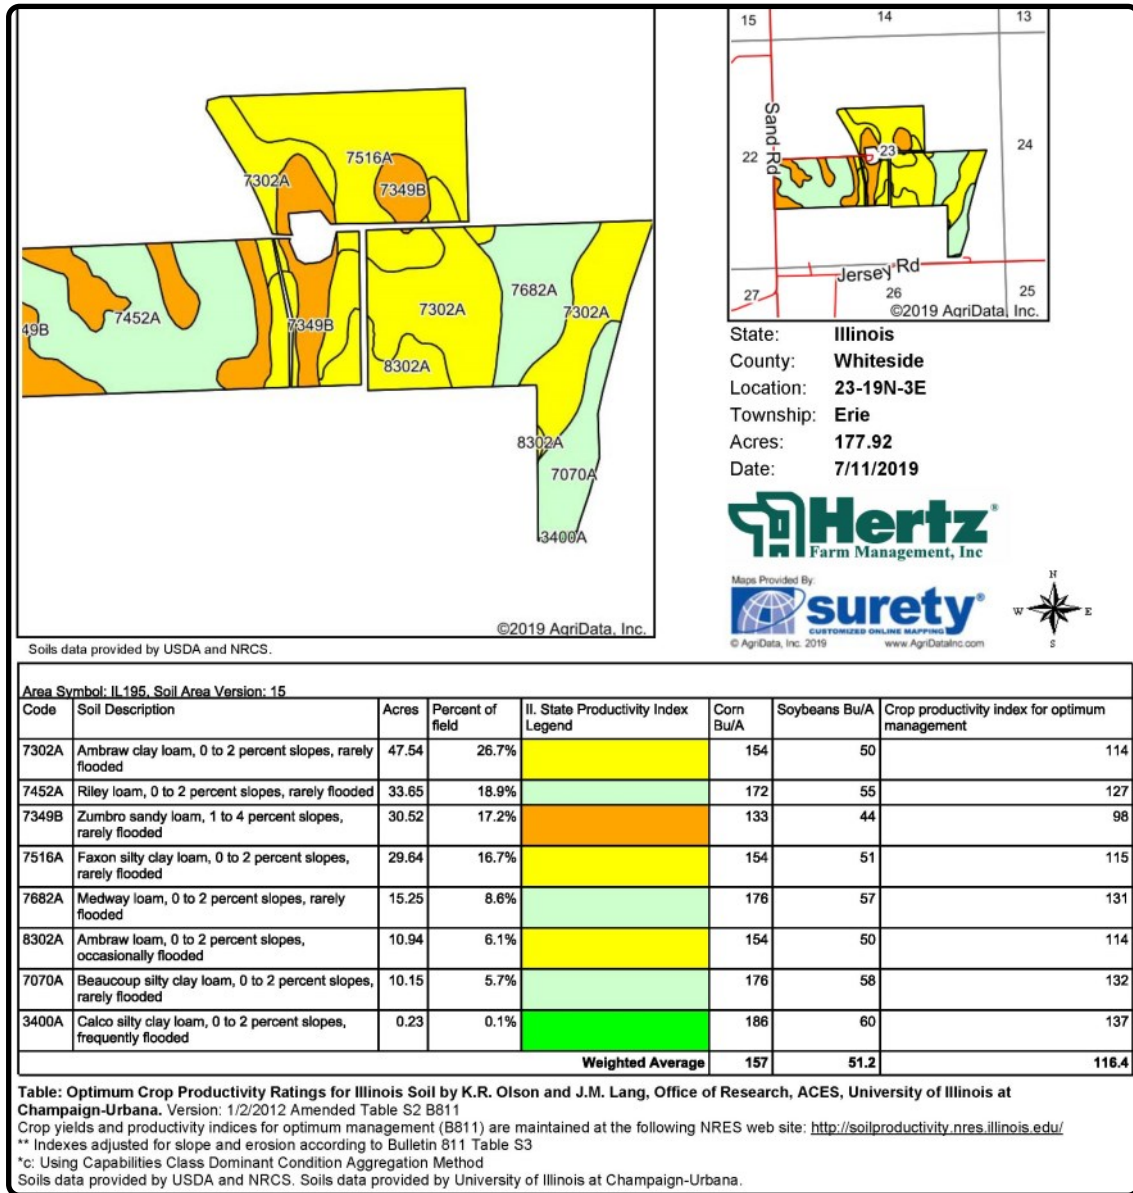 7516A
7302A
7349B
7682A
7302A
7302A
7452A
49B
7349B
8302A
8302A
7070A
3400A
©2019 AgriData, Inc.
Soils data provided by USDA and NRCS.
15
14
13
Sand Rd
22
23
24
Jersey Rd
27
26
25
©2019 AgriData, Inc.
State: Illinois
County: Whiteside
Location: 23-19N-3E
Township: Erie
Acres: 177.92
Date: 7/11/2019
Hertz®
Farm Management, Inc
Maps Provided By:
surety®
CUSTOMIZED ONLINE MAPPING
© AgriData, Inc. 2019 www.AgriDataInc.com
N
W E
S
Area Symbol: IL195, Soil Area Version: 15
Code Soil Description Acres Percent of field II. State Productivity Index Legend Corn Bu/A Soybeans Bu/A Crop productivity index for optimum management
7302A Ambraw clay loam, 0 to 2 percent slopes, rarely flooded 47.54 26.7% 154 50 114
7452A Riley loam, 0 to 2 percent slopes, rarely flooded 33.65 18.9% 172 55 127
7349B Zumbro sandy loam, 1 to 4 percent slopes, rarely flooded 30.52 17.2% 133 44 98
7516A Faxon silty clay loam, 0 to 2 percent slopes, rarely flooded 29.64 16.7% 154 51 115
7682A Medway loam, 0 to 2 percent slopes, rarely flooded 15.25 8.6% 176 57 131
8302A Ambraw loam, 0 to 2 percent slopes, occasionally flooded 10.94 6.1% 154 50 114
7070A Beaucoup silty clay loam, 0 to 2 percent slopes, rarely flooded 10.15 5.7% 176 58 132
3400A Calco silty clay loam, 0 to 2 percent slopes, frequently flooded 0.23 0.1% 186 60 137
Weighted Average 157 51.2 116.4
Table: Optimum Crop Productivity Ratings for Illinois Soil by K.R. Olson and J.M. Lang, Office of Research, ACES, University of Illinois at
Champaign-Urbana. Version: 1/2/2012 Amended Table S2 B811
Crop yields and productivity indices for optimum management (B811) are maintained at the following NRES web site: http://soilproductivity.nres.illinois.edu/
** Indexes adjusted for slope and erosion according to Bulletin 811 Table S3
*c: Using Capabilities Class Dominant Condition Aggregation Method
Soils data provided by USDA and NRCS. Soils data provided by University of Illinois at Champaign-Urbana.